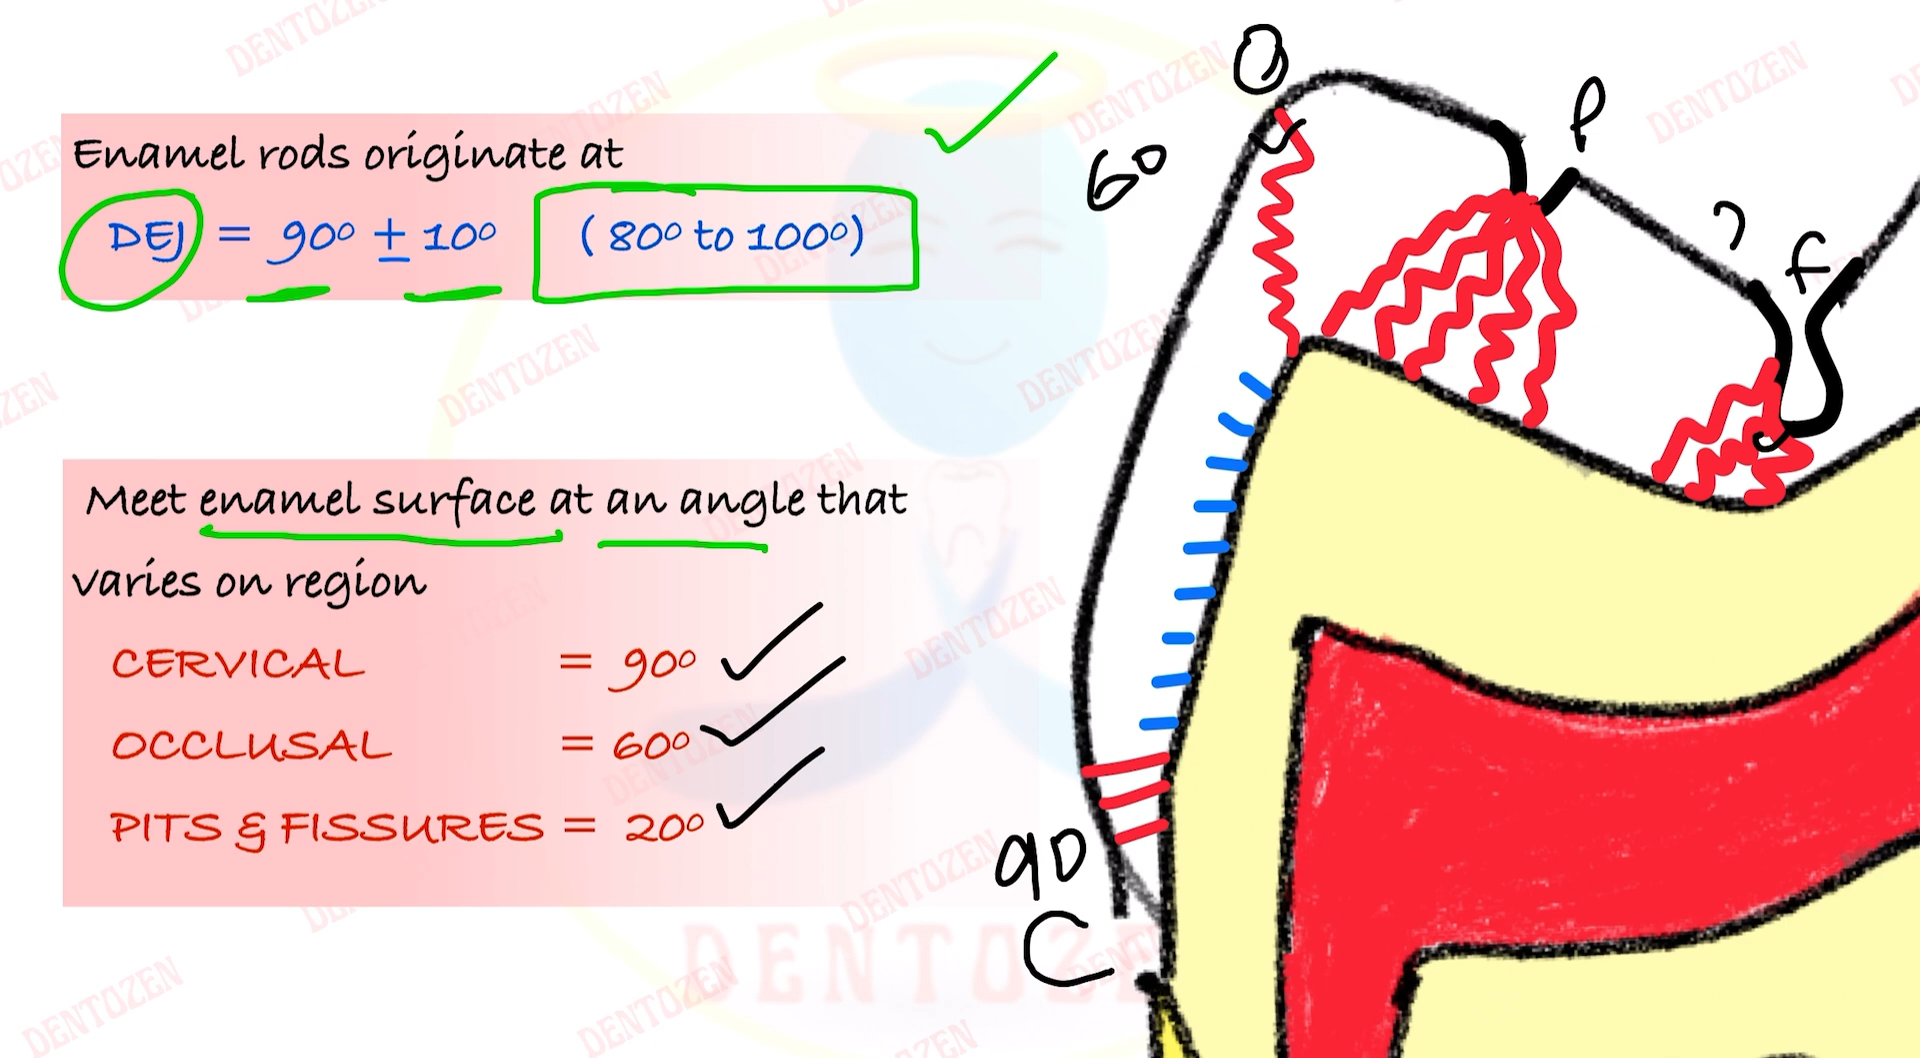 Enamel rods originate at
DEJ = 90° ± 10° (80° to 100°)
Meet enamel surface at an angle that
varies on region
CERVICAL = 90°
OCCLUSAL = 60°
PITS & FISSURES = 20°
O
60
P
f
90
C
DENTOZEN